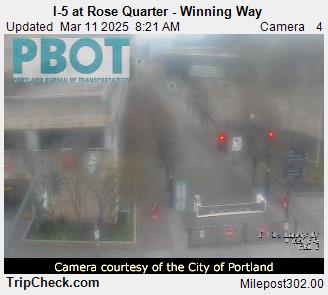 I-5 at Rose Quarter - Winning Way
Updated Mar 11 2025 8:21 AM Camera 4
PBOT
PORTLAND BUREAU OF TRANSPORTATION
Camera courtesy of the City of Portland
TripCheck.com Milepost302.00